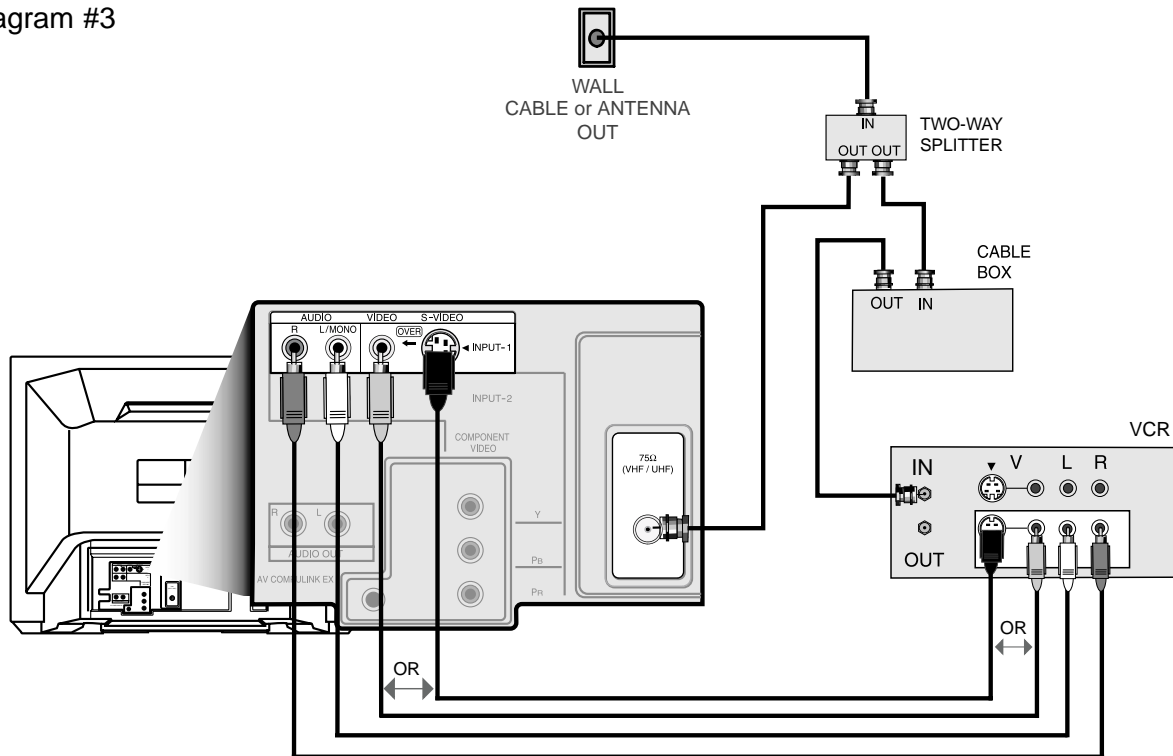 agram #3
WALL
CABLE or ANTENNA
OUT
IN
OUT OUT
TWO-WAY
SPLITTER
CABLE
BOX
OUT IN
AUDIO VIDEO S-VIDEO
R L/MONO
OVER
◄ INPUT-1
INPUT-2
COMPONENT
VIDEO
75Ω
(VHF / UHF)
R L
AUDIO OUT
Y
PB
PR
AV COMPULINK EX
VCR
IN
V L R
OUT
OR
OR